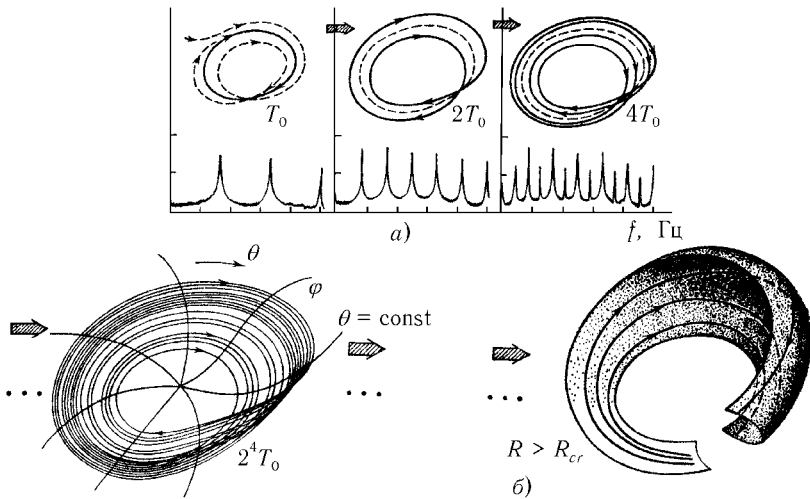 T₀ 2T₀ 4T₀
а) f, Гц
θ
φ
θ = const
... ... ...
2⁴T₀ R > R_cr
б)